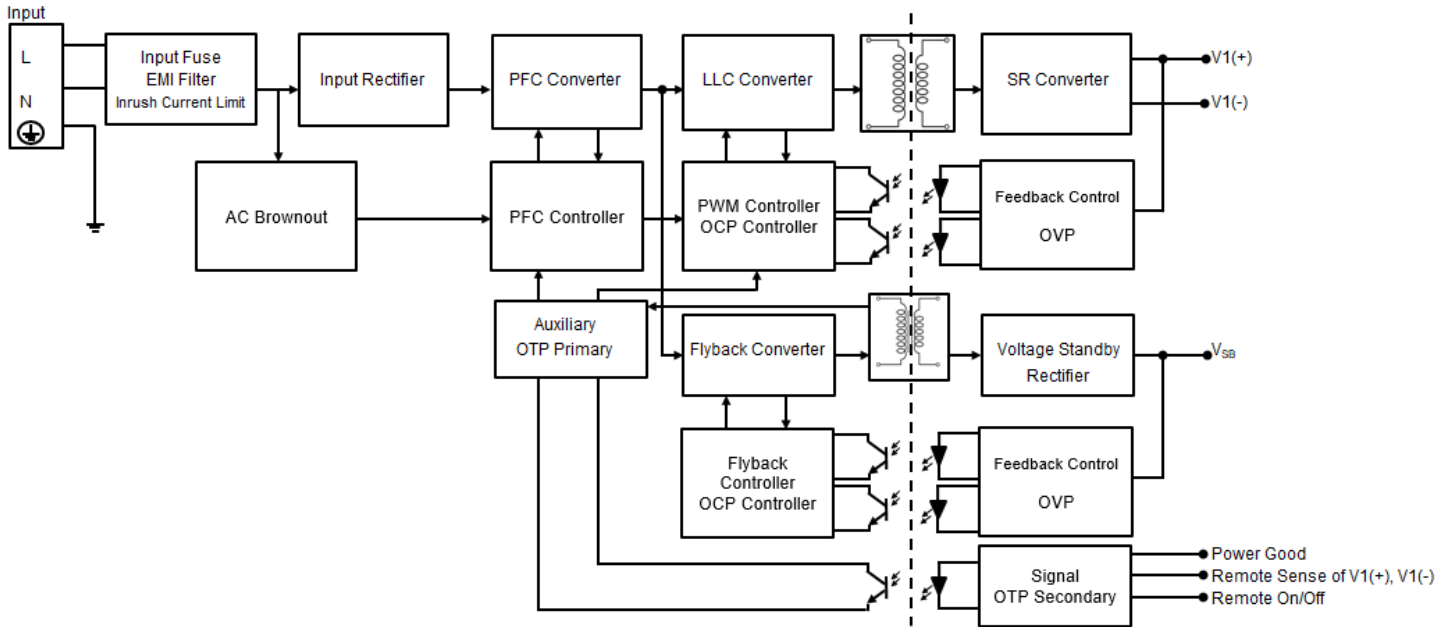 Input
L
N
Input Fuse
EMI Filter
Inrush Current Limit
Input Rectifier
PFC Converter
LLC Converter
SR Converter
V1(+)
V1(-)
AC Brownout
PFC Controller
PWM Controller
OCP Controller
Feedback Control
OVP
Auxiliary
OTP Primary
Flyback Converter
Voltage Standby
Rectifier
VSB
Flyback
Controller
OCP Controller
Feedback Control
OVP
Signal
OTP Secondary
Power Good
Remote Sense of V1(+), V1(-)
Remote On/Off